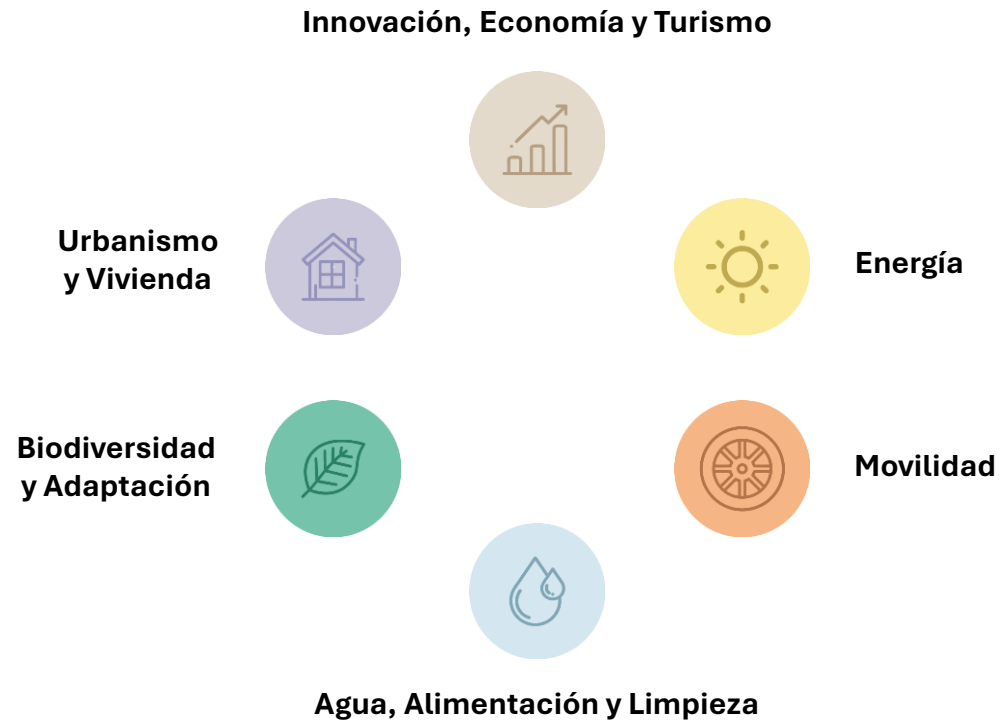 Innovación, Economía y Turismo
Urbanismo
y Vivienda
Energía
Biodiversidad
y Adaptación
Movilidad
Agua, Alimentación y Limpieza